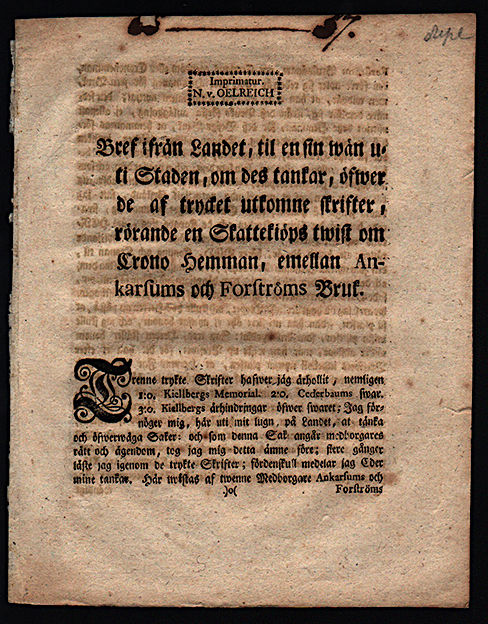 37.
Imprimatur.
N. v. OELREICH
Bref ifrån Landet, til en sin wän u-
ti Staden, om des tankar, öfwer
de af trycket utkomne skrifter,
rörande en Skattekiöps twist om
Crono Hemman, emellan An-
karsums och Forströms Bruk.
Trenne trykte Skrifter hafwer jag ärhollit, nemligen
1:o. Kiellbergs Memorial. 2:o. Cederbaums swar.
3:o. Kiellbergs ärhindringar öfwer swaret; Jag för-
nöger mig, här uti mit lugn, på Landet, at tänka
och öfwerwäga Saker: och som denna Sak angår medborgares
rätt och ägendom, tog jag mig detta ämne före; flere gånger
läste jag igenom de trykte Skrifter; fördenskull medelar jag Eder
mine tankar. Här twistas af twenne Medborgare Ankarsums och
)o( Forströms